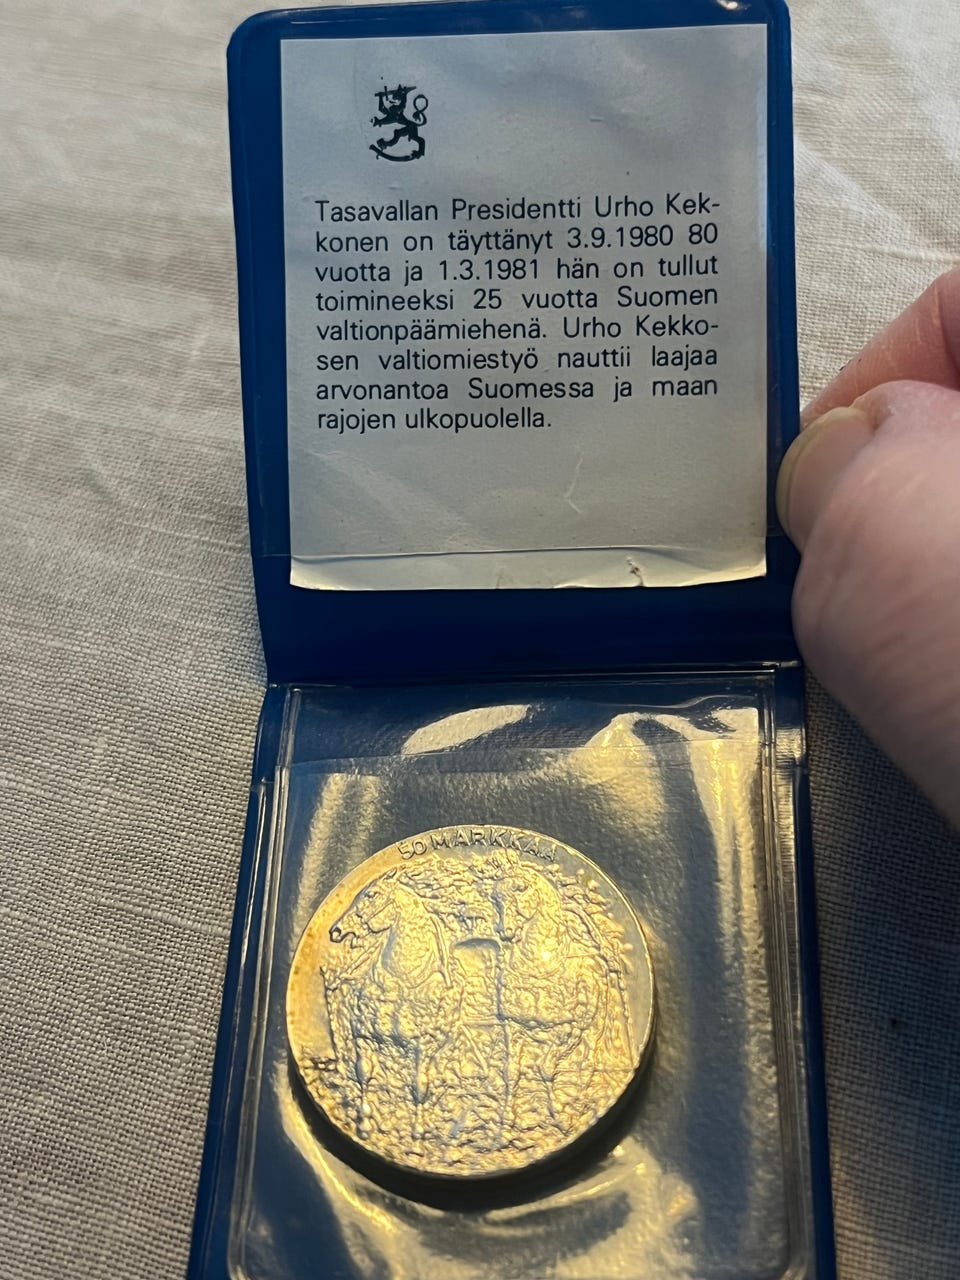 Tasavallan Presidentti Urho Kek-
konen on täyttänyt 3.9.1980 80
vuotta ja 1.3.1981 hän on tullut
toimineeksi 25 vuotta Suomen
valtionpäämiehenä. Urho Kekko-
sen valtiomiestyö nauttii laajaa
arvonantoa Suomessa ja maan
rajojen ulkopuolella.
50 MARKKAA